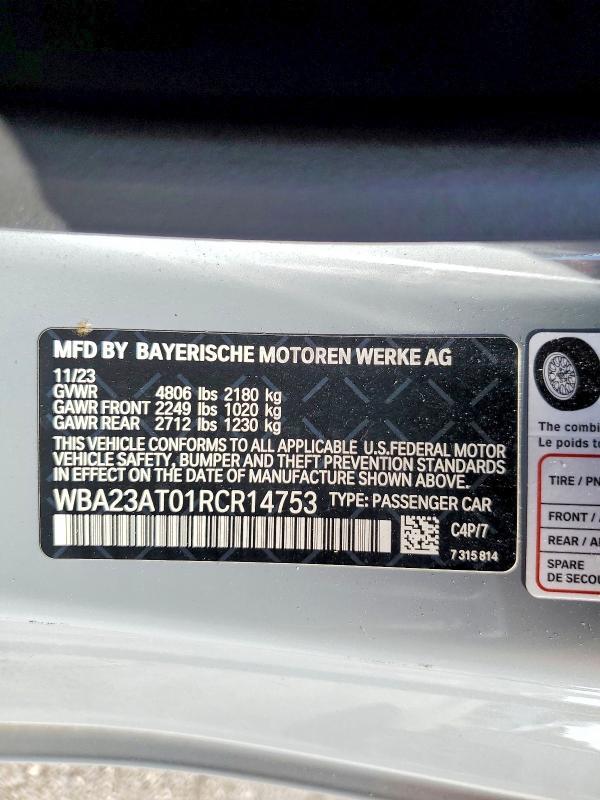 MFD BY BAYERISCHE MOTOREN WERKE AG
11/23
GVWR 4806 lbs 2180 kg
GAWR FRONT 2249 lbs 1020 kg
GAWR REAR 2712 lbs 1230 kg
THIS VEHICLE CONFORMS TO ALL APPLICABLE U.S.FEDERAL MOTOR
VEHICLE SAFETY, BUMPER AND THEFT PREVENTION STANDARDS
IN EFFECT ON THE DATE OF MANUFACTURE SHOWN ABOVE.
WBA23AT01RCR14753 TYPE: PASSENGER CAR
C4P/7
7 315 814
The combi
Le poids to
TIRE / PN
FRONT /
REAR /
SPARE
DE SECOU